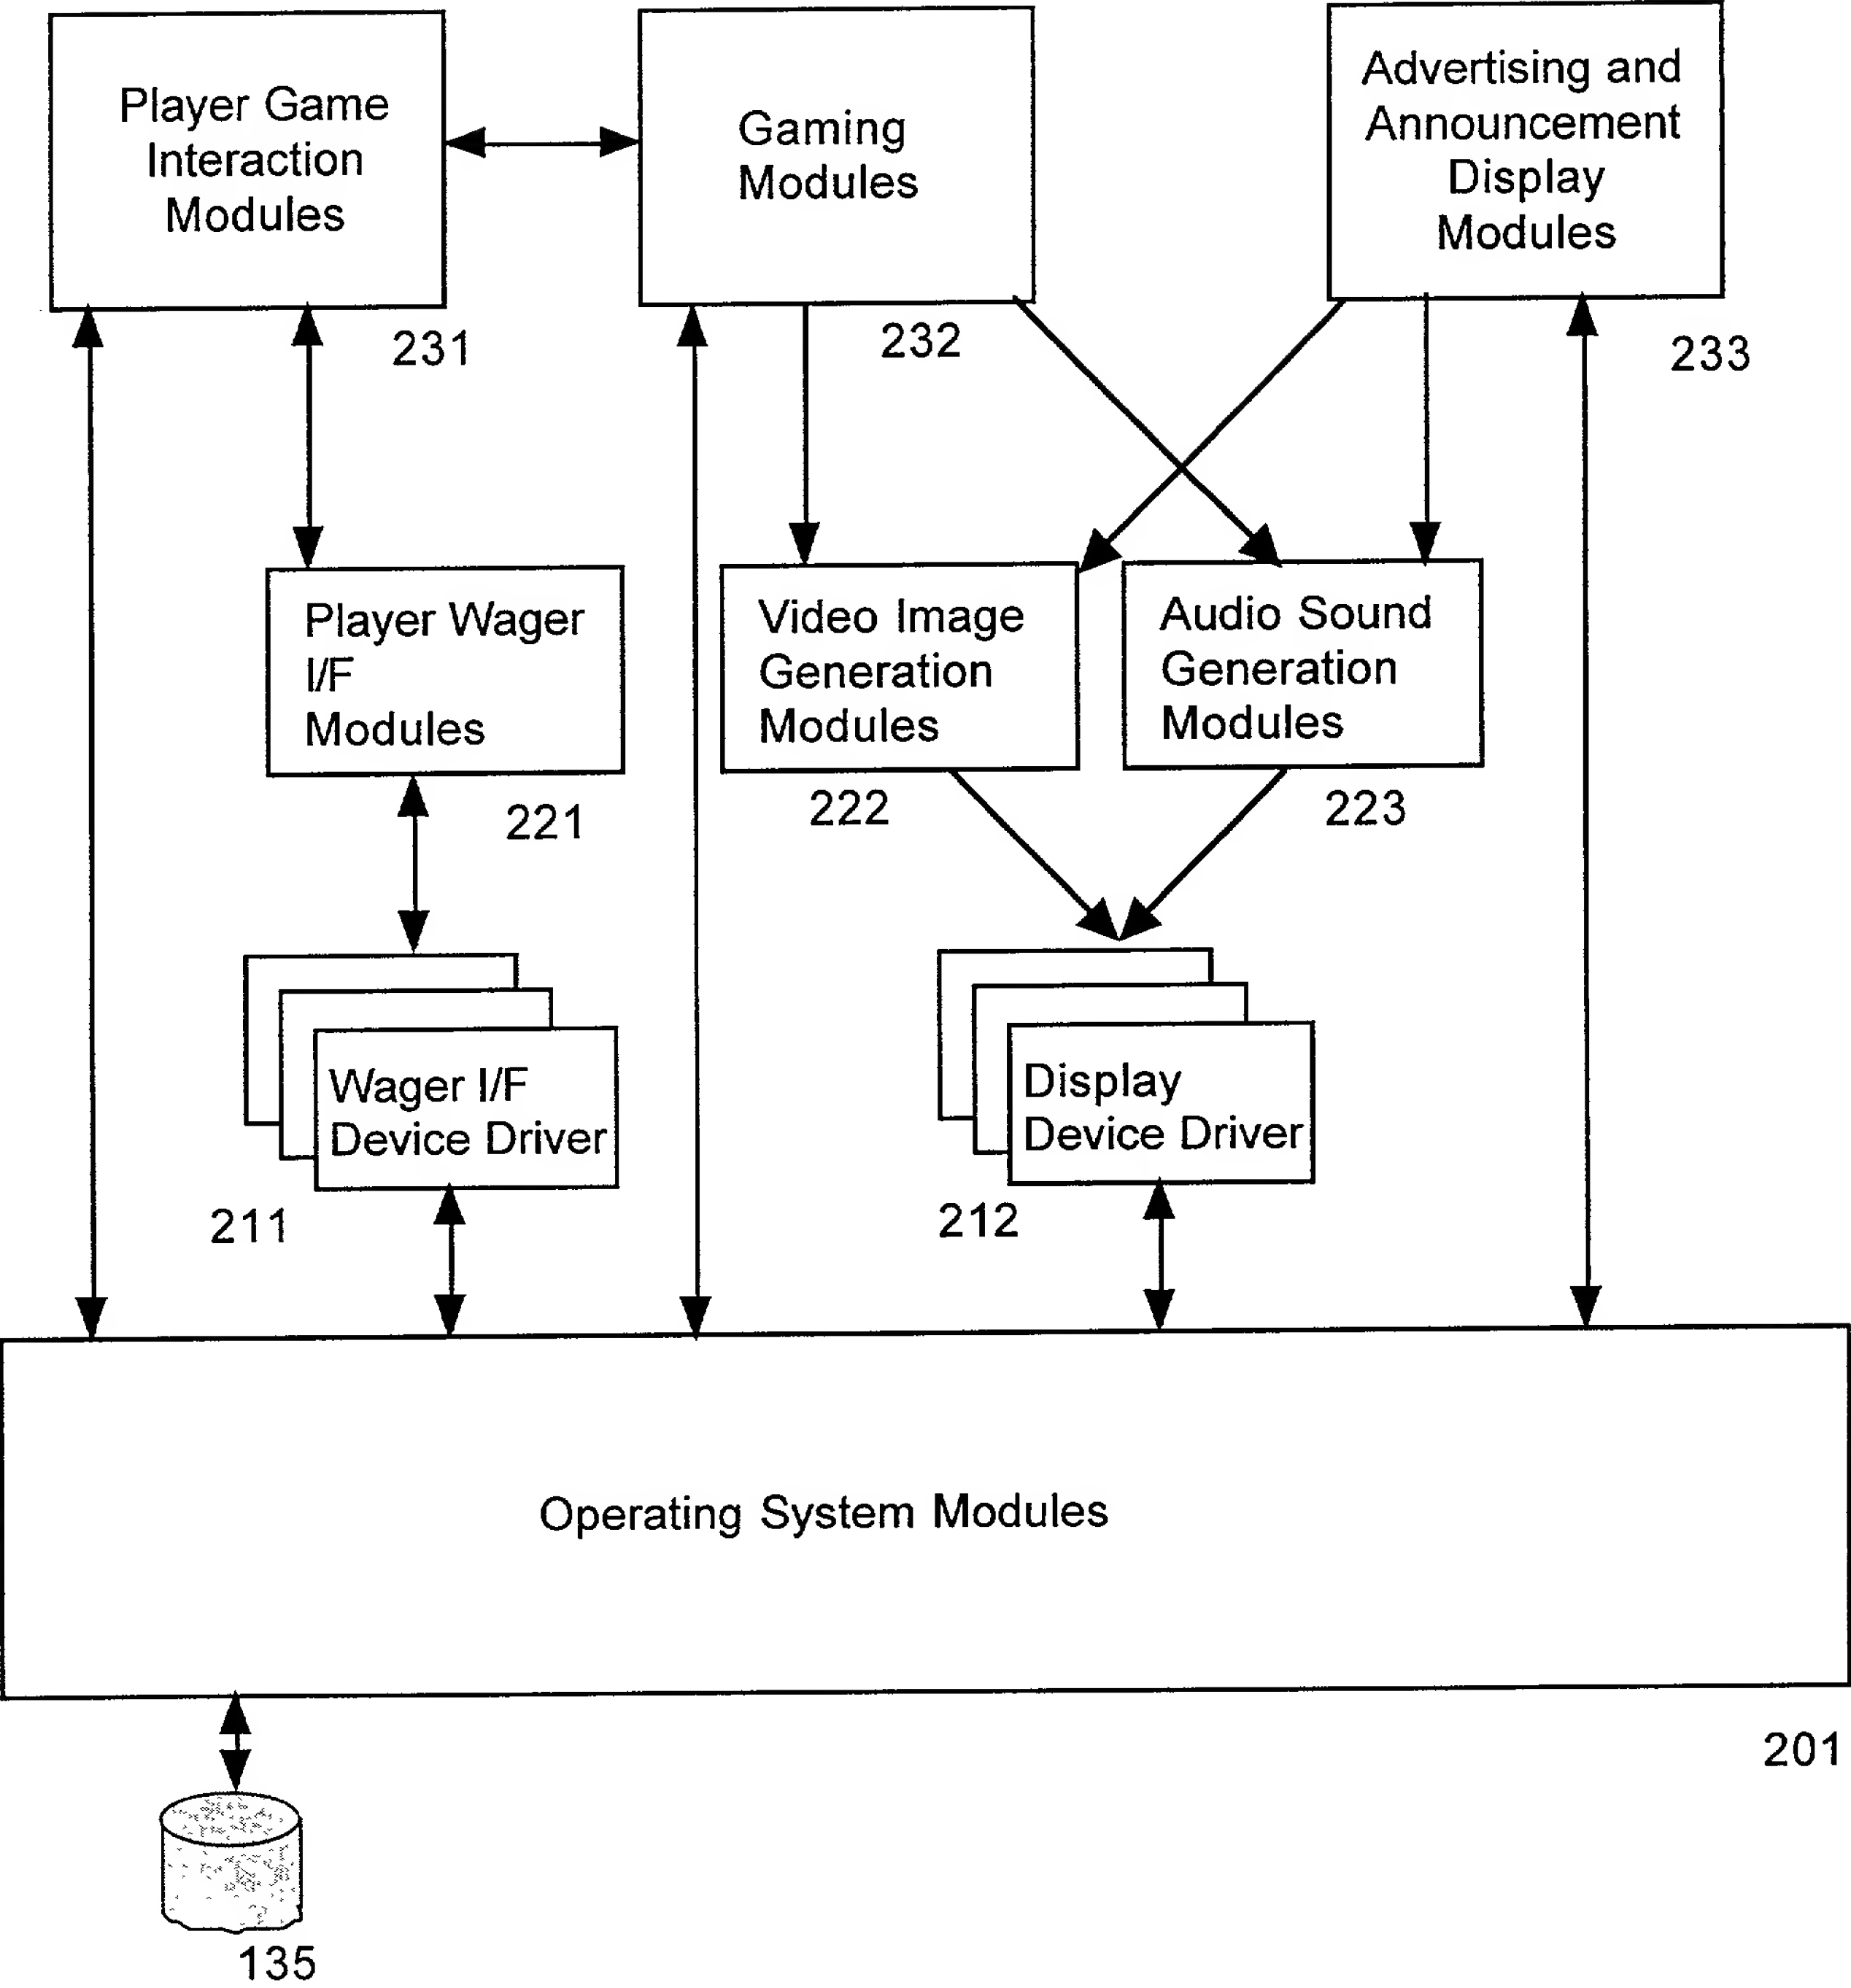 Player Game
Interaction
Modules
231
Gaming
Modules
232
Advertising and
Announcement
Display
Modules
233
Player Wager
I/F
Modules
221
Video Image
Generation
Modules
222
Audio Sound
Generation
Modules
223
Wager I/F
Device Driver
211
Display
Device Driver
212
Operating System Modules
201
135